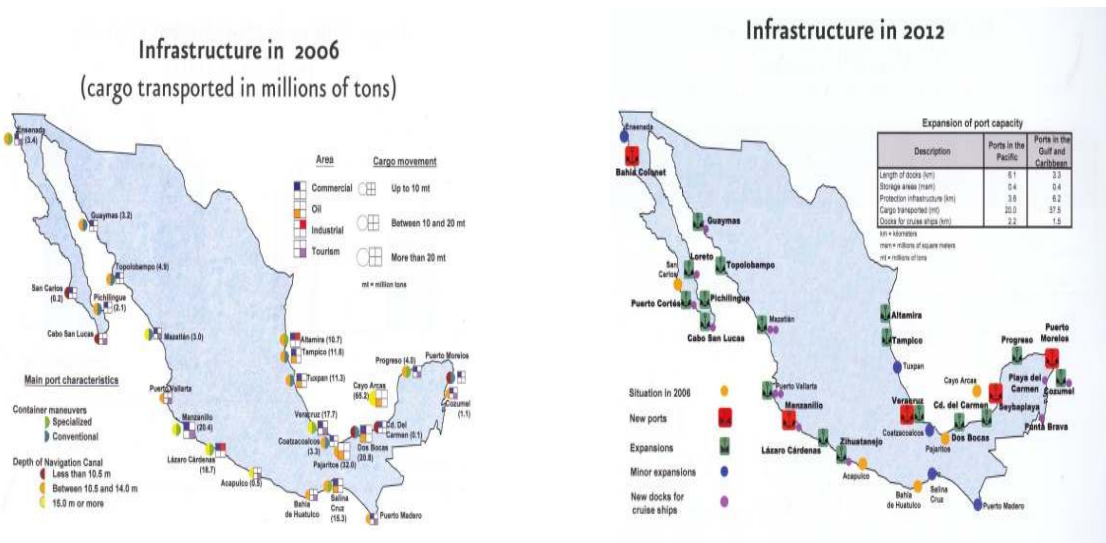 Infrastructure in 2006
(cargo transported in millions of tons)
Ensenada
(3.4)
Guaymas (3.2)
Topolobampo (4.9)
San Carlos
(0.2)
Pichilingue
(2.1)
Cabo San Lucas
Mazatlán (3.0)
Puerto Vallarta
Manzanillo
(20.4)
Lázaro Cárdenas
(18.7)
Acapulco (0.5)
Bahía
de Huatulco
Salina
Cruz
(15.3)
Puerto Madero
Altamira (10.7)
Tampico (11.6)
Tuxpan (11.3)
Veracruz (17.7)
Coatzacoalcos
(3.3)
Pajaritos (32.0)
Dos Bocas
(20.8)
Cd. Del
Carmen (0.1)
Cayo Arcas
(65.2)
Progreso (4.0)
Puerto Morelos
Cozumel
(1.1)
Area
Commercial
Oil
Industrial
Tourism
Cargo movement
Up to 10 mt
Between 10 and 20 mt
More than 20 mt
mt = million tons
Main port characteristics
Container maneuvers
Specialized
Conventional
Depth of Navigation Canal
Less than 10.5 m
Between 10.5 and 14.0 m
15.0 m or more
Infrastructure in 2012
Expansion of port capacity
Description
Ports in the
Pacific
Ports in the
Gulf and
Caribbean
Length of docks (km) 6.1 3.3
Storage areas (msm) 0.4 0.4
Protection infrastructure (km) 3.8 6.2
Cargo transported (mt) 20.0 37.5
Docks for cruise ships (km) 2.2 1.5
km = kilometers
msm = millions of square meters
mt = millions of tons
Ensenada
Bahía Colonet
Guaymas
Loreto
San
Carlos
Topolobampo
Puerto Cortés
Pichilingue
Cabo San Lucas
Mazatlán
Puerto Vallarta
Manzanillo
Lázaro Cárdenas
Zihuatanejo
Acapulco
Bahía
de Huatulco
Salina
Cruz
Puerto Madero
Altamira
Tampico
Tuxpan
Veracruz
Coatzacoalcos
Pajaritos
Dos Bocas
Cd. del Carmen
Seybaplaya
Cayo Arcas
Progreso
Puerto
Morelos
Playa del
Carmen
Cozumel
Punta Brava
Situation in 2006
New ports
Expansions
Minor expansions
New docks for
cruise ships